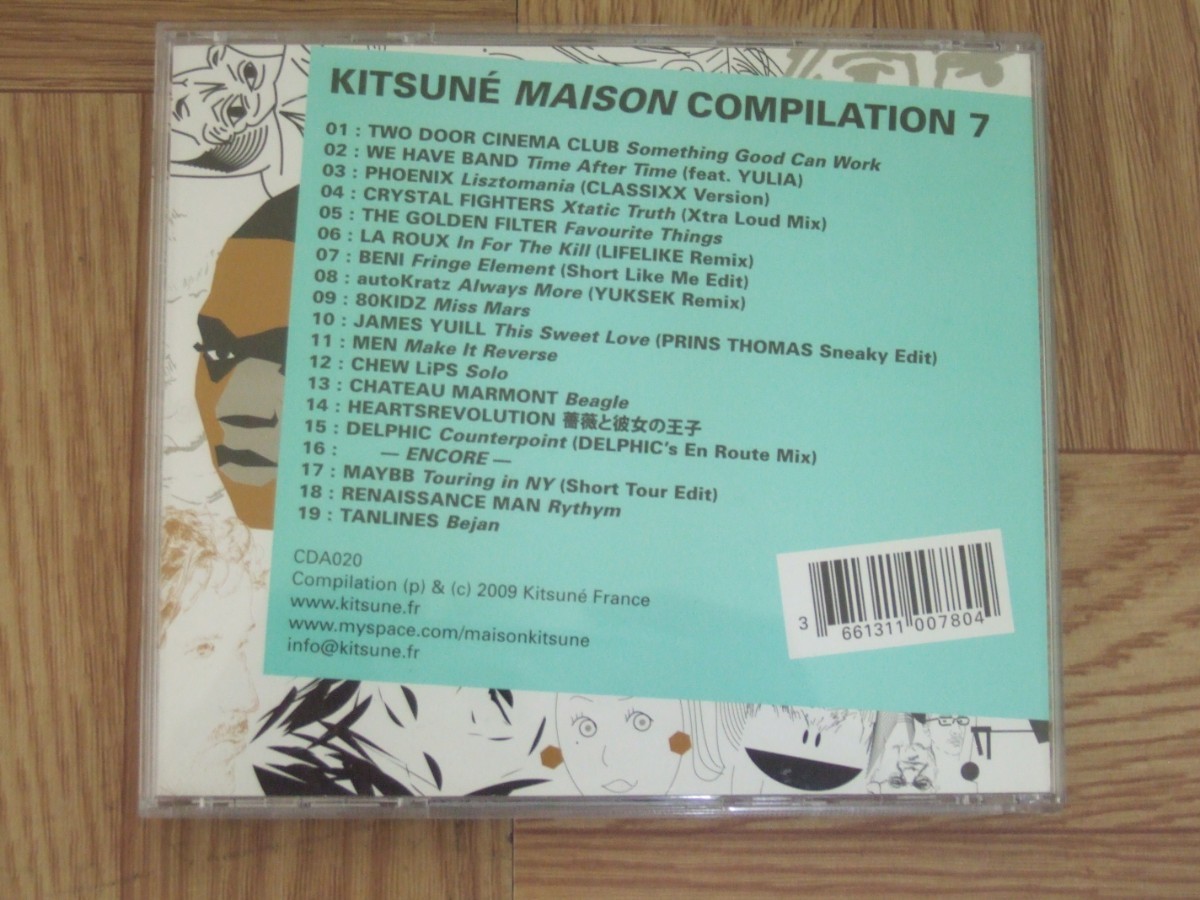 KITSUNÉ MAISON COMPILATION 7
01 : TWO DOOR CINEMA CLUB Something Good Can Work
02 : WE HAVE BAND Time After Time (feat. YULIA)
03 : PHOENIX Lisztomania (CLASSIXX Version)
04 : CRYSTAL FIGHTERS Xtatic Truth (Xtra Loud Mix)
05 : THE GOLDEN FILTER Favourite Things
06 : LA ROUX In For The Kill (LIFELIKE Remix)
07 : BENI Fringe Element (Short Like Me Edit)
08 : autoKratz Always More (YUKSEK Remix)
09 : 80KIDZ Miss Mars
10 : JAMES YUILL This Sweet Love (PRINS THOMAS Sneaky Edit)
11 : MEN Make It Reverse
12 : CHEW LiPS Solo
13 : CHATEAU MARMONT Beagle
14 : HEARTSREVOLUTION 薔薇と彼女の王子
15 : DELPHIC Counterpoint (DELPHIC's En Route Mix)
16 : — ENCORE —
17 : MAYBB Touring in NY (Short Tour Edit)
18 : RENAISSANCE MAN Rythym
19 : TANLINES Bejan
CDA020
Compilation (p) & (c) 2009 Kitsuné France
www.kitsune.fr
www.myspace.com/maisonkitsune
info@kitsune.fr
3 661311 007804